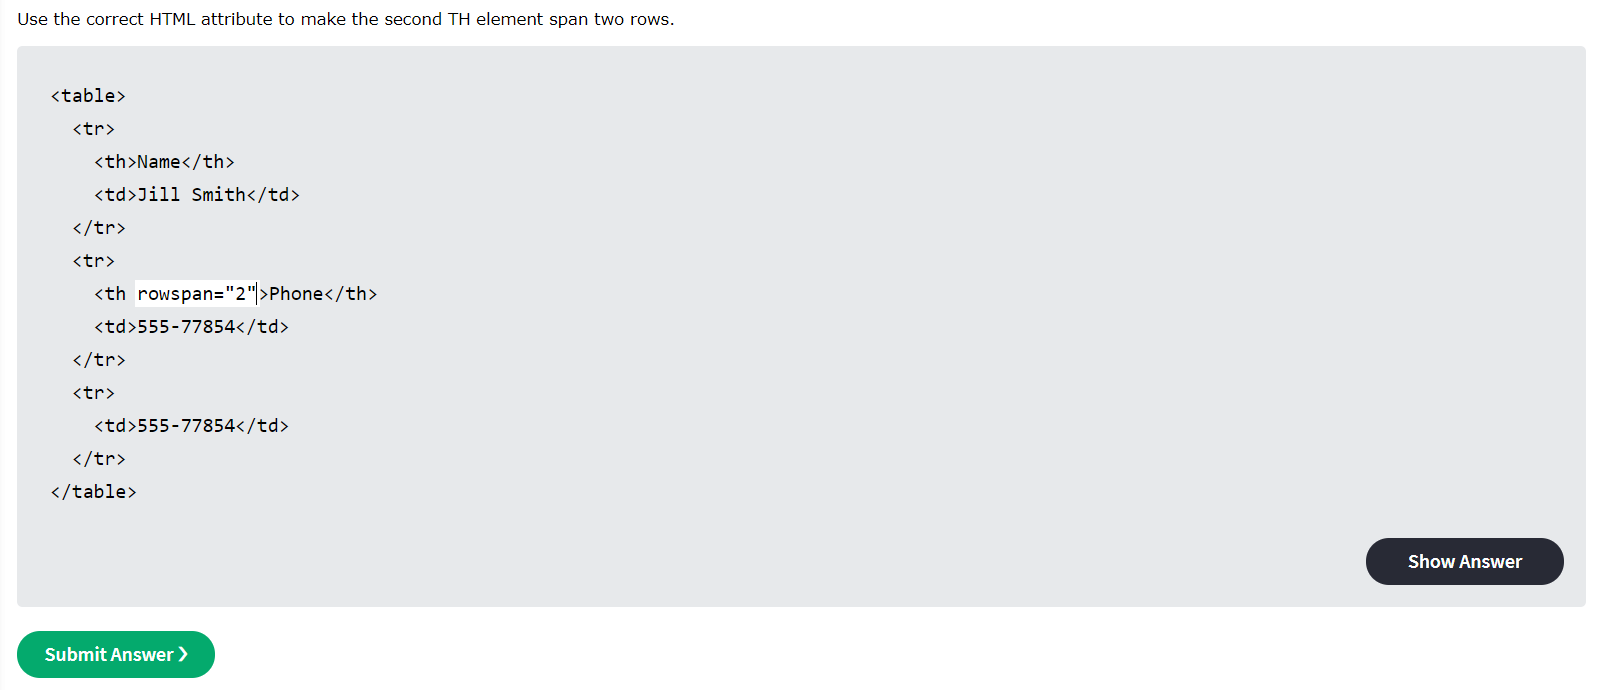 Use the correct HTML attribute to make the second TH element span two rows.
<table>
<tr>
<th>Name</th>
<td>Jill Smith</td>
</tr>
<tr>
<th rowspan="2">Phone</th>
<td>555-77854</td>
</tr>
<tr>
<td>555-77854</td>
</tr>
</table>
Show Answer
Submit Answer ❯